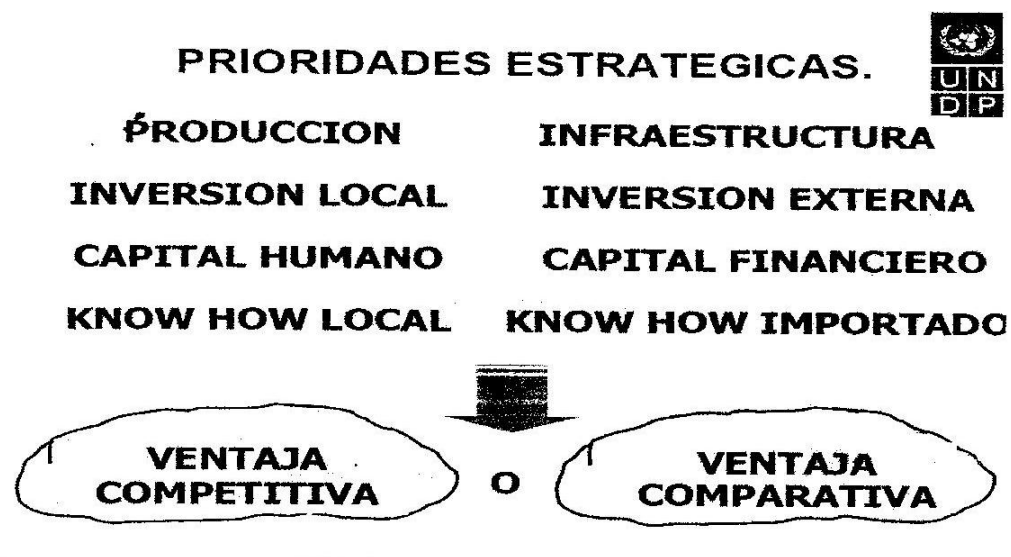 PRIORIDADES ESTRATEGICAS.
UN
DP
PRODUCCION INFRAESTRUCTURA
INVERSION LOCAL INVERSION EXTERNA
CAPITAL HUMANO CAPITAL FINANCIERO
KNOW HOW LOCAL KNOW HOW IMPORTADO
VENTAJA
COMPETITIVA
O
VENTAJA
COMPARATIVA